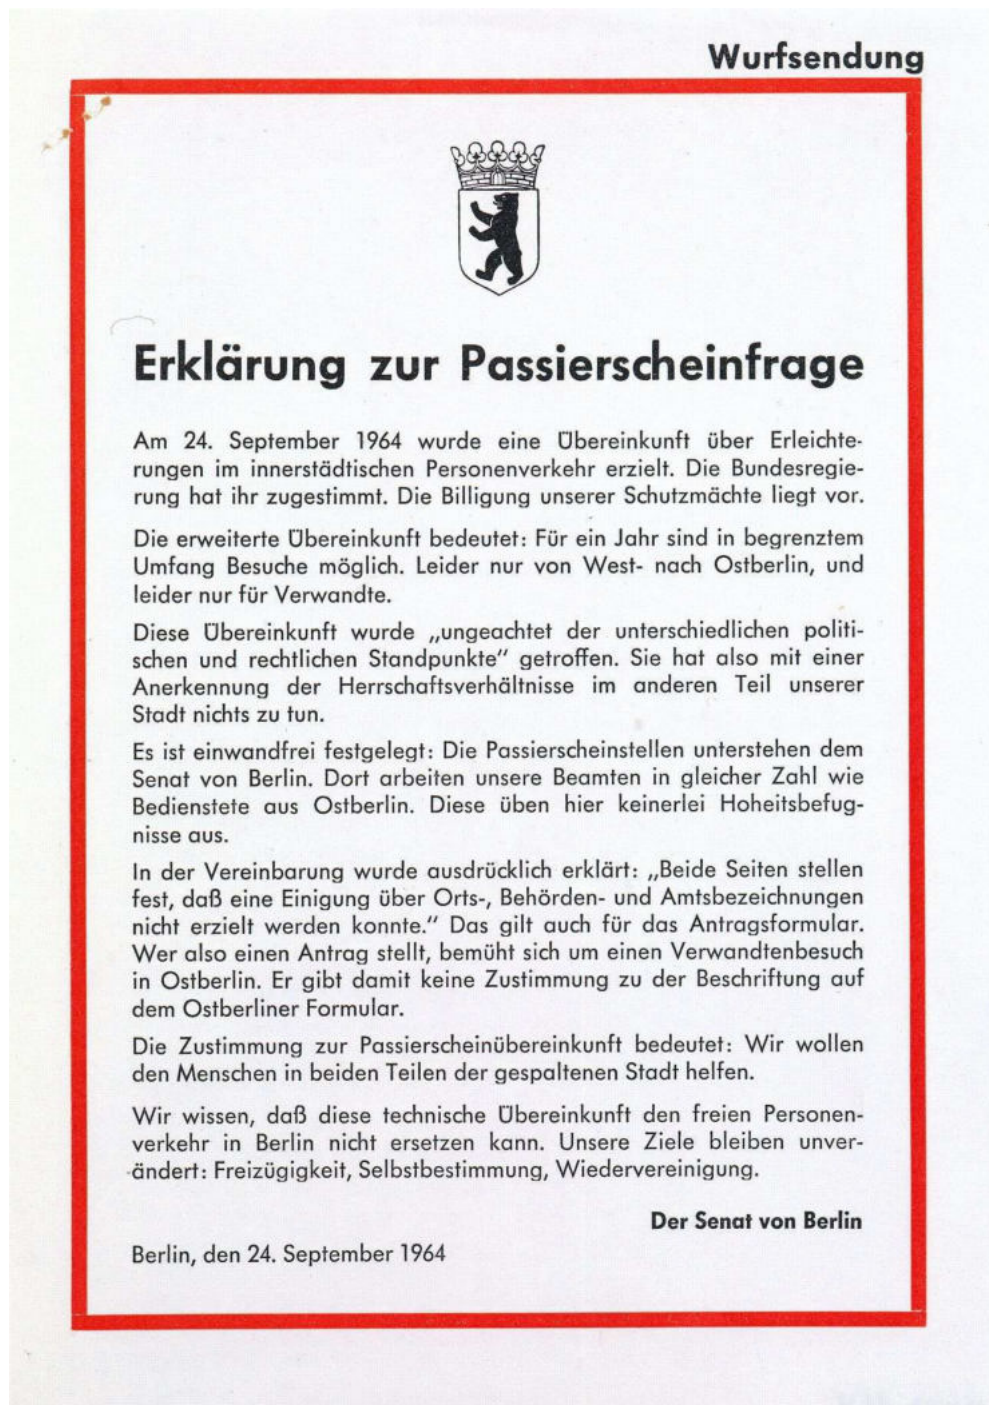 Wurfsendung
Erklärung zur Passierscheinfrage
Am 24. September 1964 wurde eine Übereinkunft über Erleichte-
rungen im innerstädtischen Personenverkehr erzielt. Die Bundesregie-
rung hat ihr zugestimmt. Die Billigung unserer Schutzmächte liegt vor.
Die erweiterte Übereinkunft bedeutet: Für ein Jahr sind in begrenztem
Umfang Besuche möglich. Leider nur von West- nach Ostberlin, und
leider nur für Verwandte.
Diese Übereinkunft wurde „ungeachtet der unterschiedlichen politi-
schen und rechtlichen Standpunkte" getroffen. Sie hat also mit einer
Anerkennung der Herrschaftsverhältnisse im anderen Teil unserer
Stadt nichts zu tun.
Es ist einwandfrei festgelegt: Die Passierscheinstellen unterstehen dem
Senat von Berlin. Dort arbeiten unsere Beamten in gleicher Zahl wie
Bedienstete aus Ostberlin. Diese üben hier keinerlei Hoheitsbefug-
nisse aus.
In der Vereinbarung wurde ausdrücklich erklärt: „Beide Seiten stellen
fest, daß eine Einigung über Orts-, Behörden- und Amtsbezeichnungen
nicht erzielt werden konnte." Das gilt auch für das Antragsformular.
Wer also einen Antrag stellt, bemüht sich um einen Verwandtenbesuch
in Ostberlin. Er gibt damit keine Zustimmung zu der Beschriftung auf
dem Ostberliner Formular.
Die Zustimmung zur Passierscheinübereinkunft bedeutet: Wir wollen
den Menschen in beiden Teilen der gespaltenen Stadt helfen.
Wir wissen, daß diese technische Übereinkunft den freien Personen-
verkehr in Berlin nicht ersetzen kann. Unsere Ziele bleiben unver-
ändert: Freizügigkeit, Selbstbestimmung, Wiedervereinigung.
Der Senat von Berlin
Berlin, den 24. September 1964